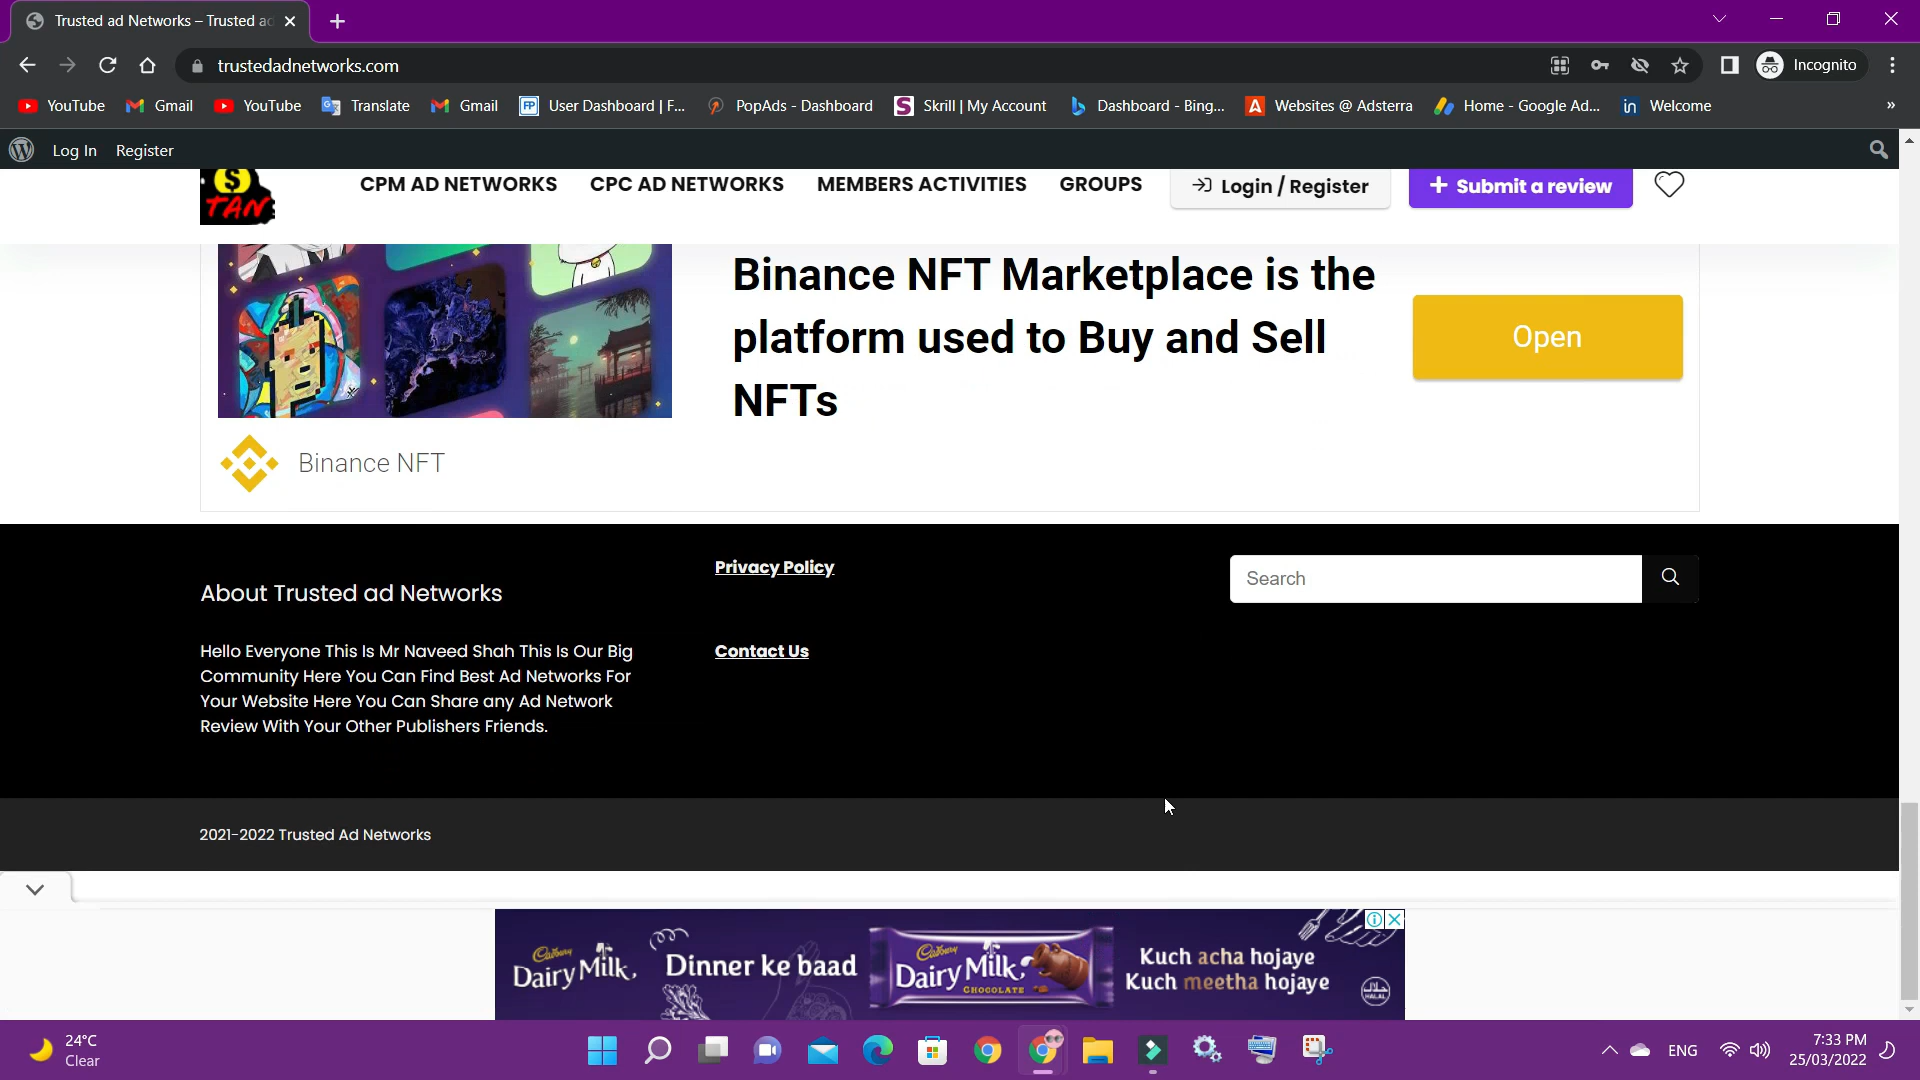 Trusted ad Networks – Trusted ad
trustedadnetworks.com
Incognito
YouTube
Gmail
YouTube
Translate
Gmail
User Dashboard | F...
PopAds - Dashboard
Skrill | My Account
Dashboard - Bing...
Websites @ Adsterra
Home - Google Ad...
Welcome
»
Log In
Register
$
TAN
CPM AD NETWORKS
CPC AD NETWORKS
MEMBERS ACTIVITIES
GROUPS
Login / Register
+ Submit a review
Binance NFT Marketplace is the
platform used to Buy and Sell
NFTs
Open
Binance NFT
About Trusted ad Networks
Hello Everyone This Is Mr Naveed Shah This Is Our Big
Community Here You Can Find Best Ad Networks For
Your Website Here You Can Share any Ad Network
Review With Your Other Publishers Friends.
Privacy Policy
Contact Us
Search
2021-2022 Trusted Ad Networks
Cadbury
Dairy Milk
Dinner ke baad
Cadbury
Dairy Milk
CHOCOLATE
Kuch acha hojaye
Kuch meetha hojaye
HALAL
24°C
Clear
ENG
7:33 PM
25/03/2022